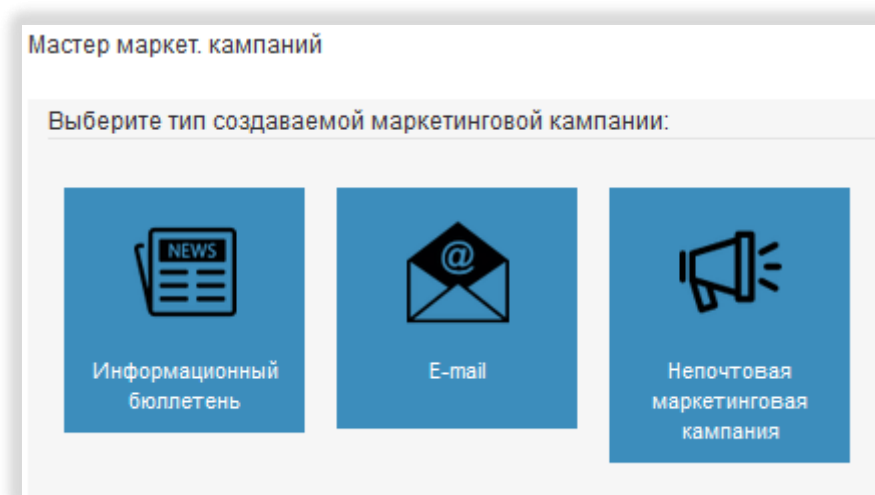 Мастер маркет. кампаний
Выберите тип создаваемой маркетинговой кампании:
NEWS
@
Информационный
бюллетень
E-mail
Непочтовая
маркетинговая
кампания